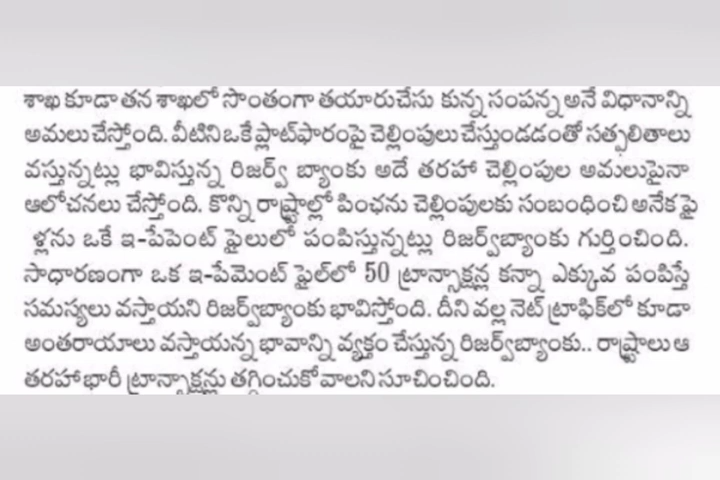 శాఖ కూడా తన శాఖలో సొంతంగా తయారుచేసు కున్న సంపన్న అనే విధానాన్ని
అమలు చేస్తోంది. వీటిని ఒకే ప్లాట్‌ఫారంపై చెల్లింపులు చేస్తుండడంతో సత్ఫలితాలు
వస్తున్నట్లు భావిస్తున్న రిజర్వ్ బ్యాంకు అదే తరహా చెల్లింపుల అమలుపైనా
ఆలోచనలు చేస్తోంది. కొన్ని రాష్ట్రాల్లో పింఛను చెల్లింపులకు సంబంధించి అనేక ఫై
ళ్లను ఒకే ఇ-పేపెంట్ ఫైలులో పంపిస్తున్నట్లు రిజర్వ్‌బ్యాంకు గుర్తించింది.
సాధారణంగా ఒక ఇ-పేమెంట్ ఫైల్‌లో 50 ట్రాన్సాక్షన్ల కన్నా ఎక్కువ పంపిస్తే
సమస్యలు వస్తాయని రిజర్వ్‌బ్యాంకు భావిస్తోంది. దీని వల్ల నెట్ ట్రాఫిక్‌లో కూడా
అంతరాయాలు వస్తాయన్న భావాన్ని వ్యక్తం చేస్తున్న రిజర్వ్‌బ్యాంకు.. రాష్ట్రాలు ఆ
తరహా భారీ ట్రాన్సాక్షన్లు తగ్గించుకోవాలని సూచించింది.